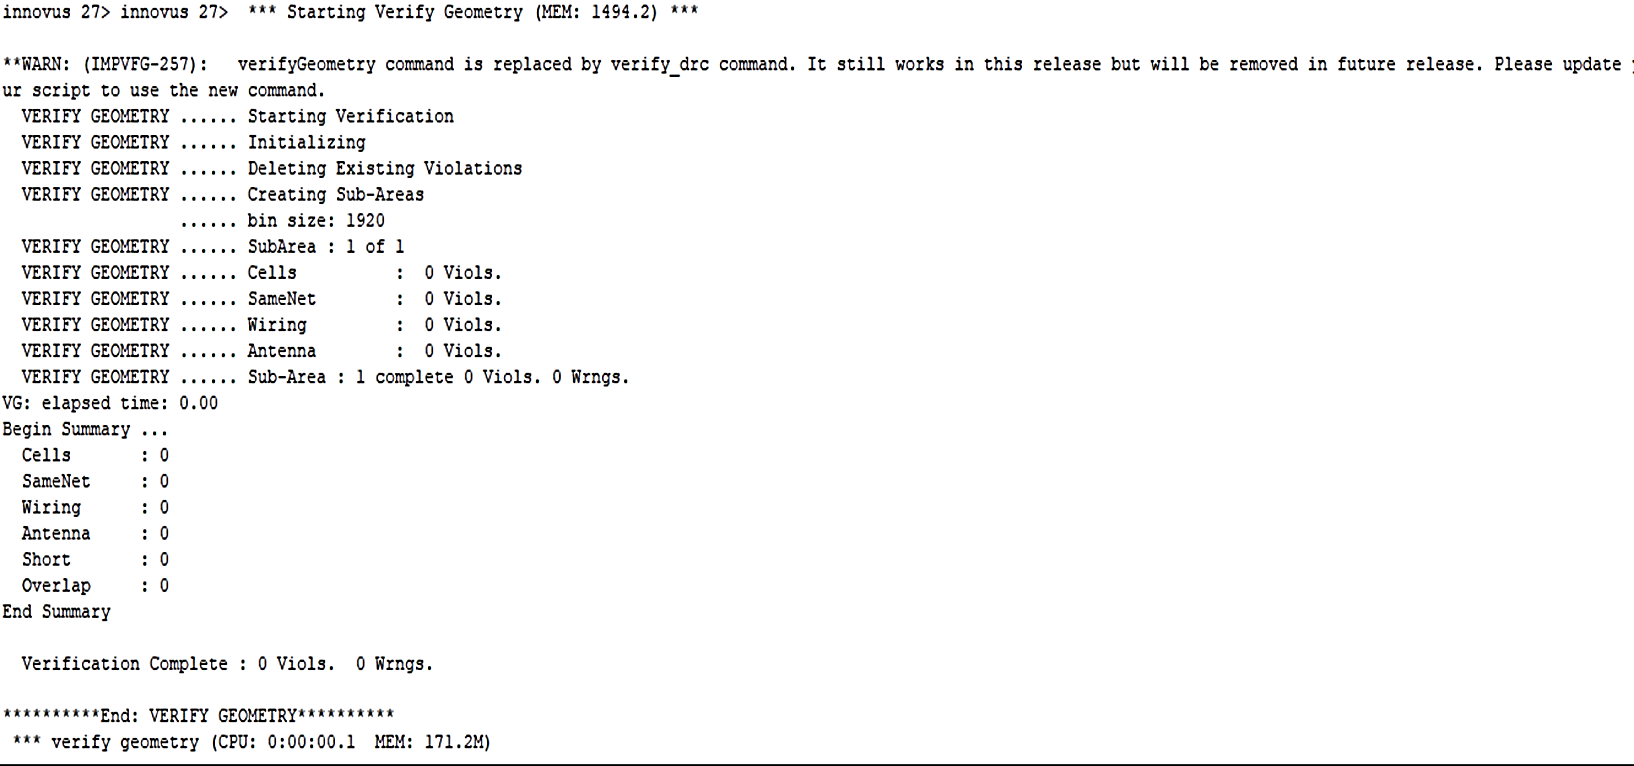 innovus 27> innovus 27>  *** Starting Verify Geometry (MEM: 1494.2) ***
**WARN: (IMPVFG-257):   verifyGeometry command is replaced by verify_drc command. It still works in this release but will be removed in future release. Please update
ur script to use the new command.
  VERIFY GEOMETRY ...... Starting Verification
  VERIFY GEOMETRY ...... Initializing
  VERIFY GEOMETRY ...... Deleting Existing Violations
  VERIFY GEOMETRY ...... Creating Sub-Areas
                  ...... bin size: 1920
  VERIFY GEOMETRY ...... SubArea : 1 of 1
  VERIFY GEOMETRY ...... Cells          :  0 Viols.
  VERIFY GEOMETRY ...... SameNet        :  0 Viols.
  VERIFY GEOMETRY ...... Wiring         :  0 Viols.
  VERIFY GEOMETRY ...... Antenna        :  0 Viols.
  VERIFY GEOMETRY ...... Sub-Area : 1 complete 0 Viols. 0 Wrngs.
VG: elapsed time: 0.00
Begin Summary ...
  Cells       : 0
  SameNet     : 0
  Wiring      : 0
  Antenna     : 0
  Short       : 0
  Overlap     : 0
End Summary
  Verification Complete : 0 Viols.  0 Wrngs.
**********End: VERIFY GEOMETRY**********
 *** verify geometry (CPU: 0:00:00.1  MEM: 171.2M)